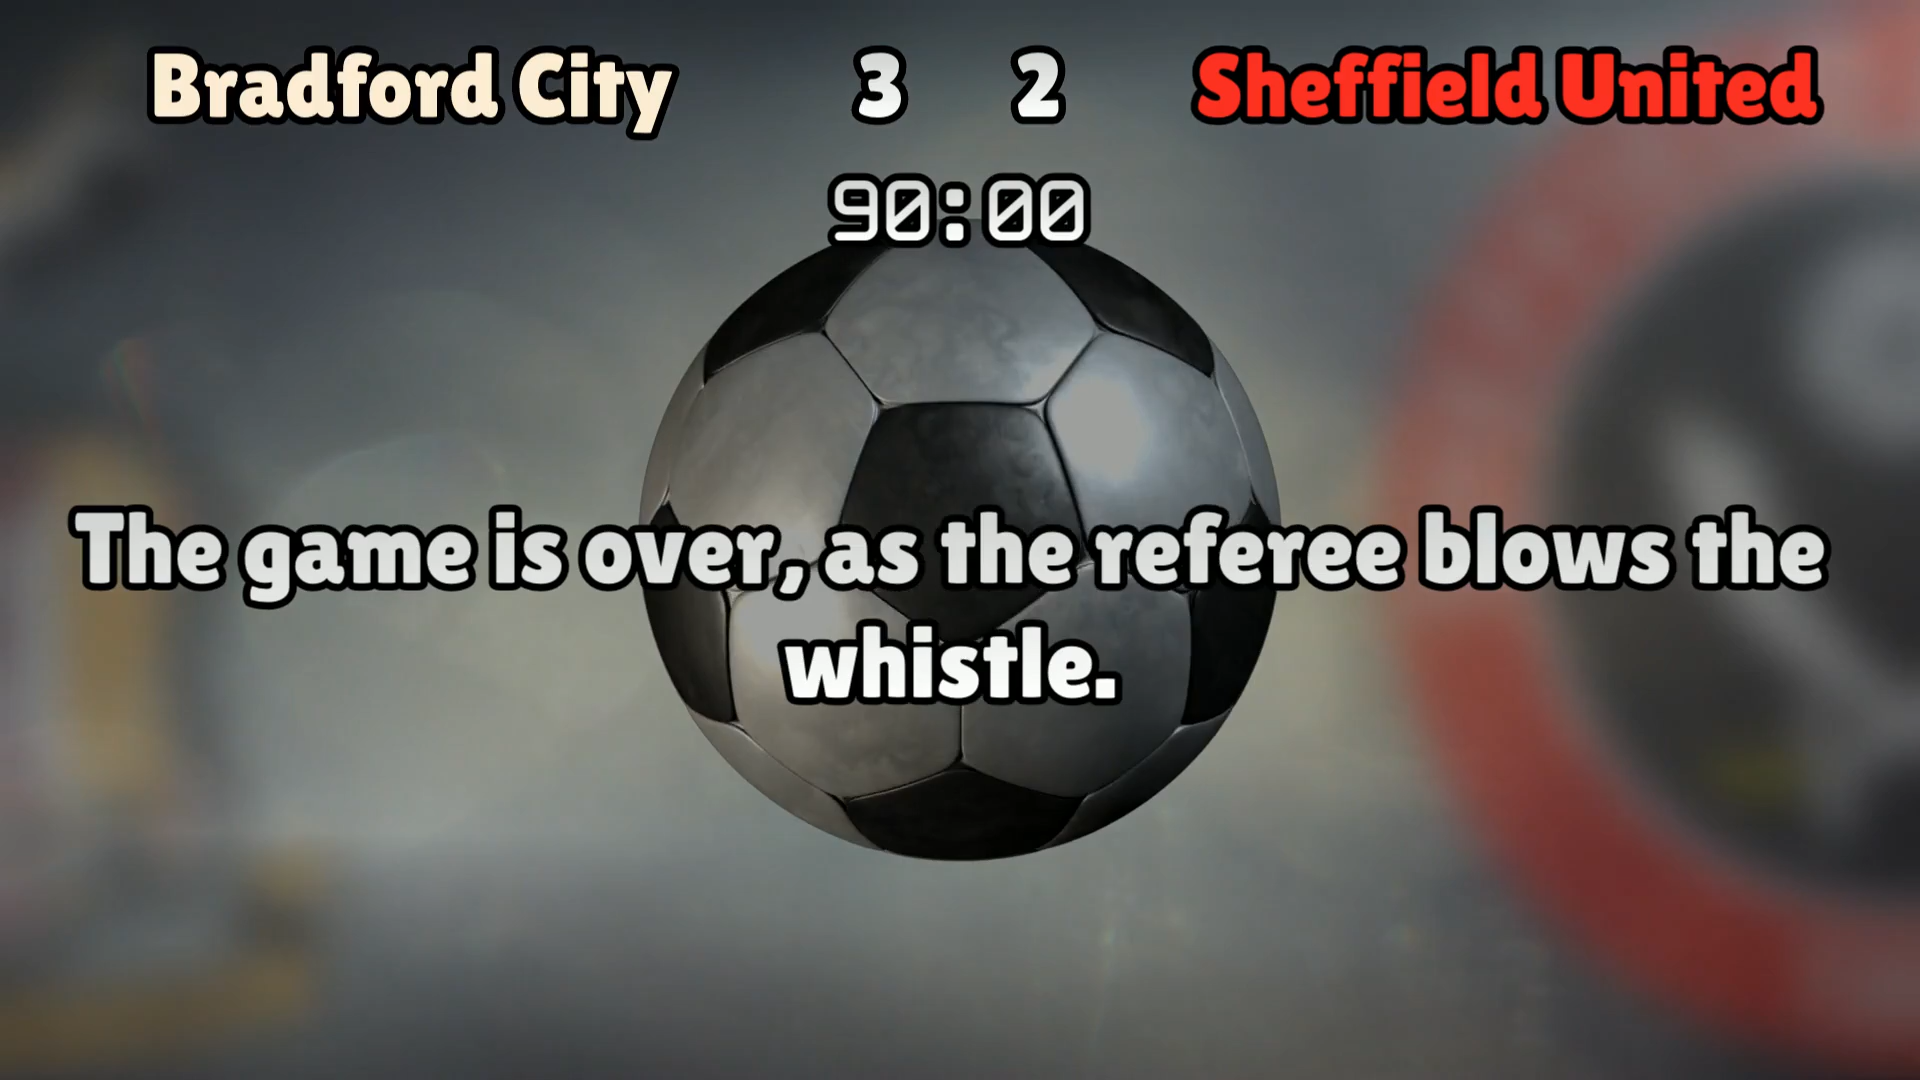 Bradford City 3 2 Sheffield United
90:00
The game is over, as the referee blows the
whistle.